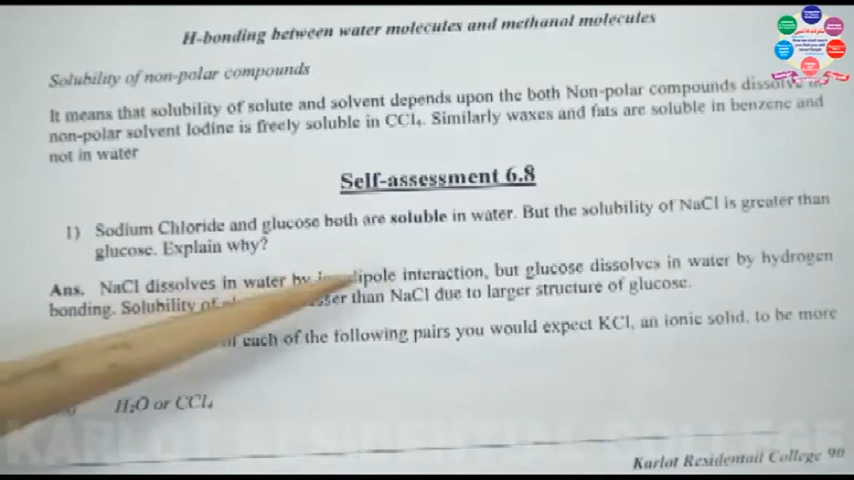 H-bonding between water molecules and methanol molecules
Solubility of non-polar compounds
It means that solubility of solute and solvent depends upon the both Non-polar compounds dissolve in
non-polar solvent Iodine is freely soluble in CCl₄. Similarly waxes and fats are soluble in benzene and
not in water
Self-assessment 6.8
1) Sodium Chloride and glucose both are soluble in water. But the solubility of NaCl is greater than
glucose. Explain why?
Ans. NaCl dissolves in water by dipole interaction, but glucose dissolves in water by hydrogen
bonding. Solubility of than NaCl due to larger structure of glucose.
of each of the following pairs you would expect KCl, an ionic solid, to be more
H₂O or CCl₄
KARLOT RESIDENTIAL COLLEGE
Karlot Residentail College 90